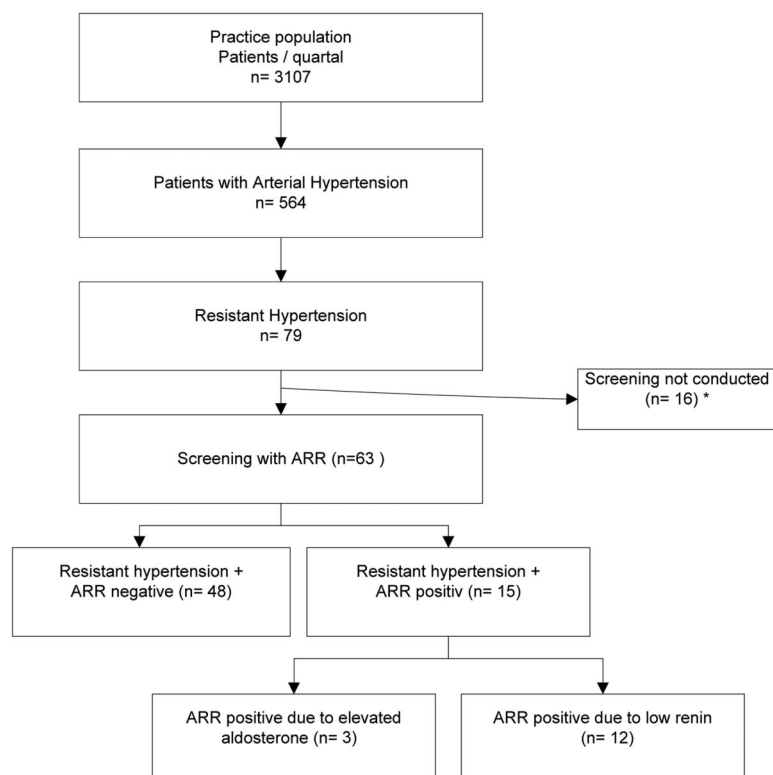 Practice population
Patients / quartal
n= 3107
Patients with Arterial Hypertension
n= 564
Resistant Hypertension
n= 79
Screening not conducted
(n= 16) *
Screening with ARR (n=63 )
Resistant hypertension +
ARR negative (n= 48)
Resistant hypertension +
ARR positiv (n= 15)
ARR positive due to elevated
aldosterone (n= 3)
ARR positive due to low renin
(n= 12)